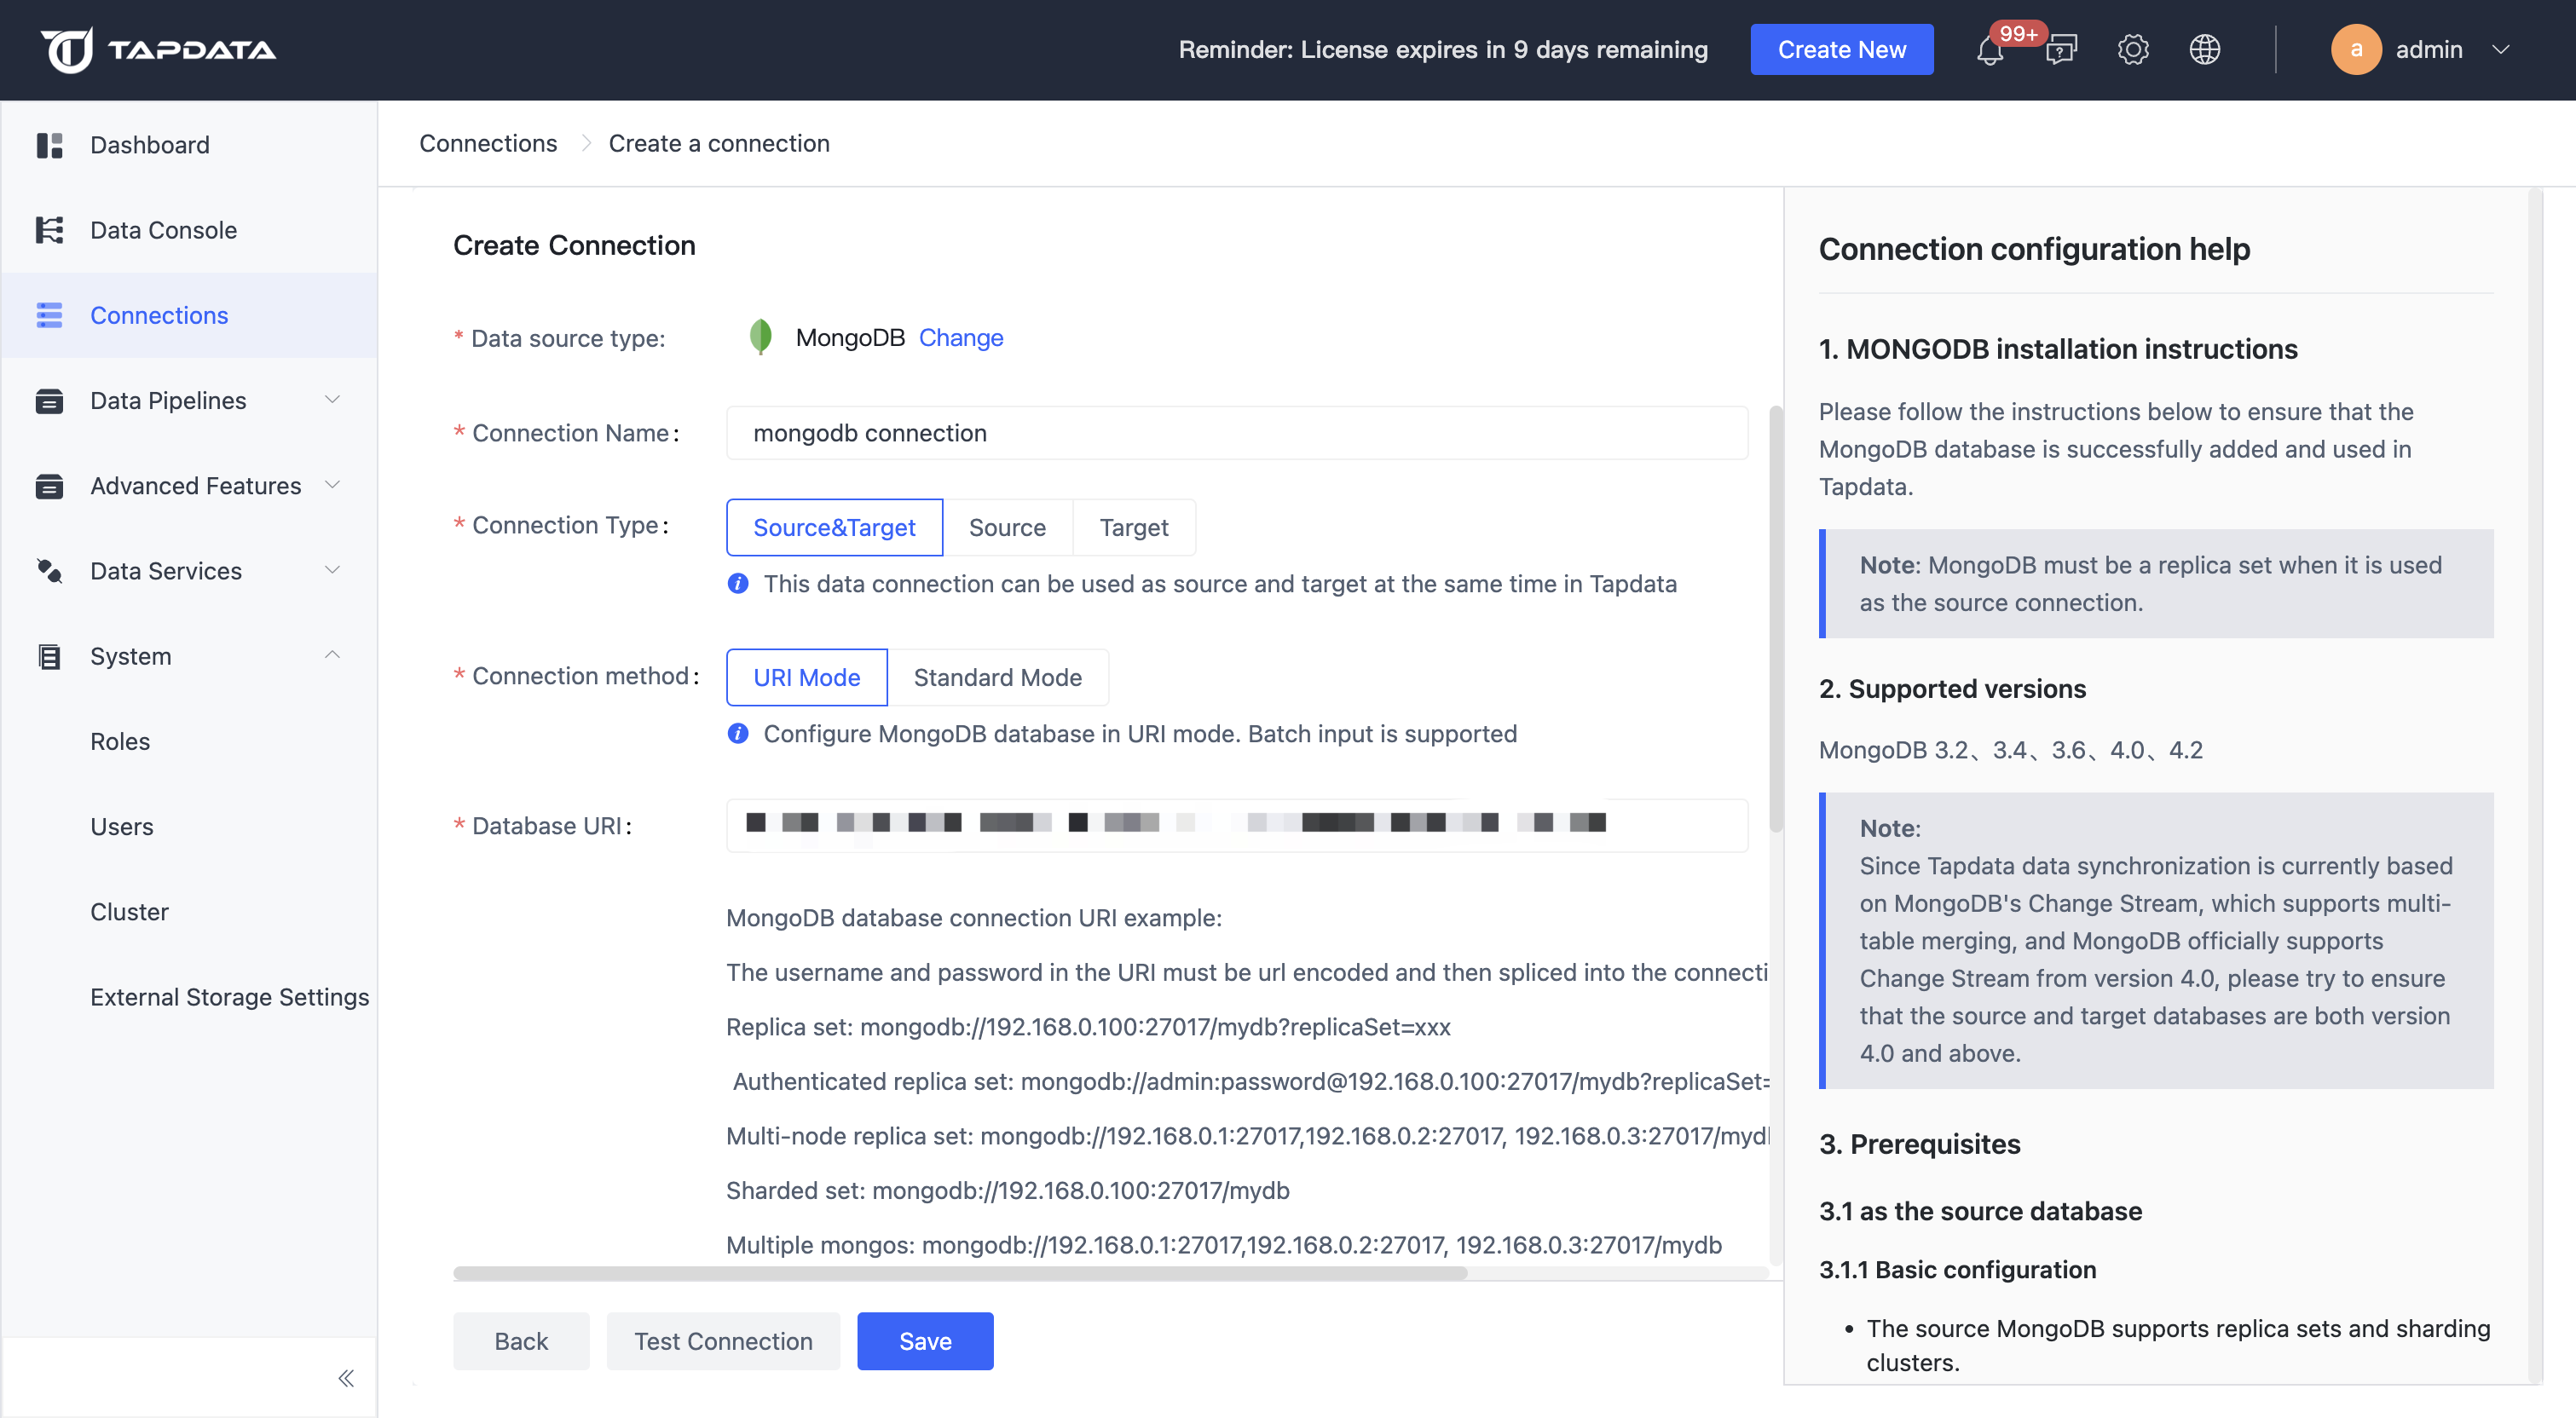 TAPDATA
Reminder: License expires in 9 days remaining
Create New
99+
a
admin
Dashboard
Data Console
Connections
Data Pipelines
Advanced Features
Data Services
System
Roles
Users
Cluster
External Storage Settings
Connections
Create a connection
Create Connection
* Data source type:
MongoDB Change
* Connection Name:
mongodb connection
* Connection Type:
Source&Target
Source
Target
This data connection can be used as source and target at the same time in Tapdata
* Connection method:
URI Mode
Standard Mode
Configure MongoDB database in URI mode. Batch input is supported
* Database URI:
MongoDB database connection URI example:
The username and password in the URI must be url encoded and then spliced into the connecti
Replica set: mongodb://192.168.0.100:27017/mydb?replicaSet=xxx
Authenticated replica set: mongodb://admin:password@192.168.0.100:27017/mydb?replicaSet=
Multi-node replica set: mongodb://192.168.0.1:27017,192.168.0.2:27017, 192.168.0.3:27017/myd
Sharded set: mongodb://192.168.0.100:27017/mydb
Multiple mongos: mongodb://192.168.0.1:27017,192.168.0.2:27017, 192.168.0.3:27017/mydb
Back
Test Connection
Save
Connection configuration help
1. MONGODB installation instructions
Please follow the instructions below to ensure that the
MongoDB database is successfully added and used in
Tapdata.
Note: MongoDB must be a replica set when it is used
as the source connection.
2. Supported versions
MongoDB 3.2、3.4、3.6、4.0、4.2
Note:
Since Tapdata data synchronization is currently based
on MongoDB's Change Stream, which supports multi-
table merging, and MongoDB officially supports
Change Stream from version 4.0, please try to ensure
that the source and target databases are both version
4.0 and above.
3. Prerequisites
3.1 as the source database
3.1.1 Basic configuration
• The source MongoDB supports replica sets and sharding
clusters.